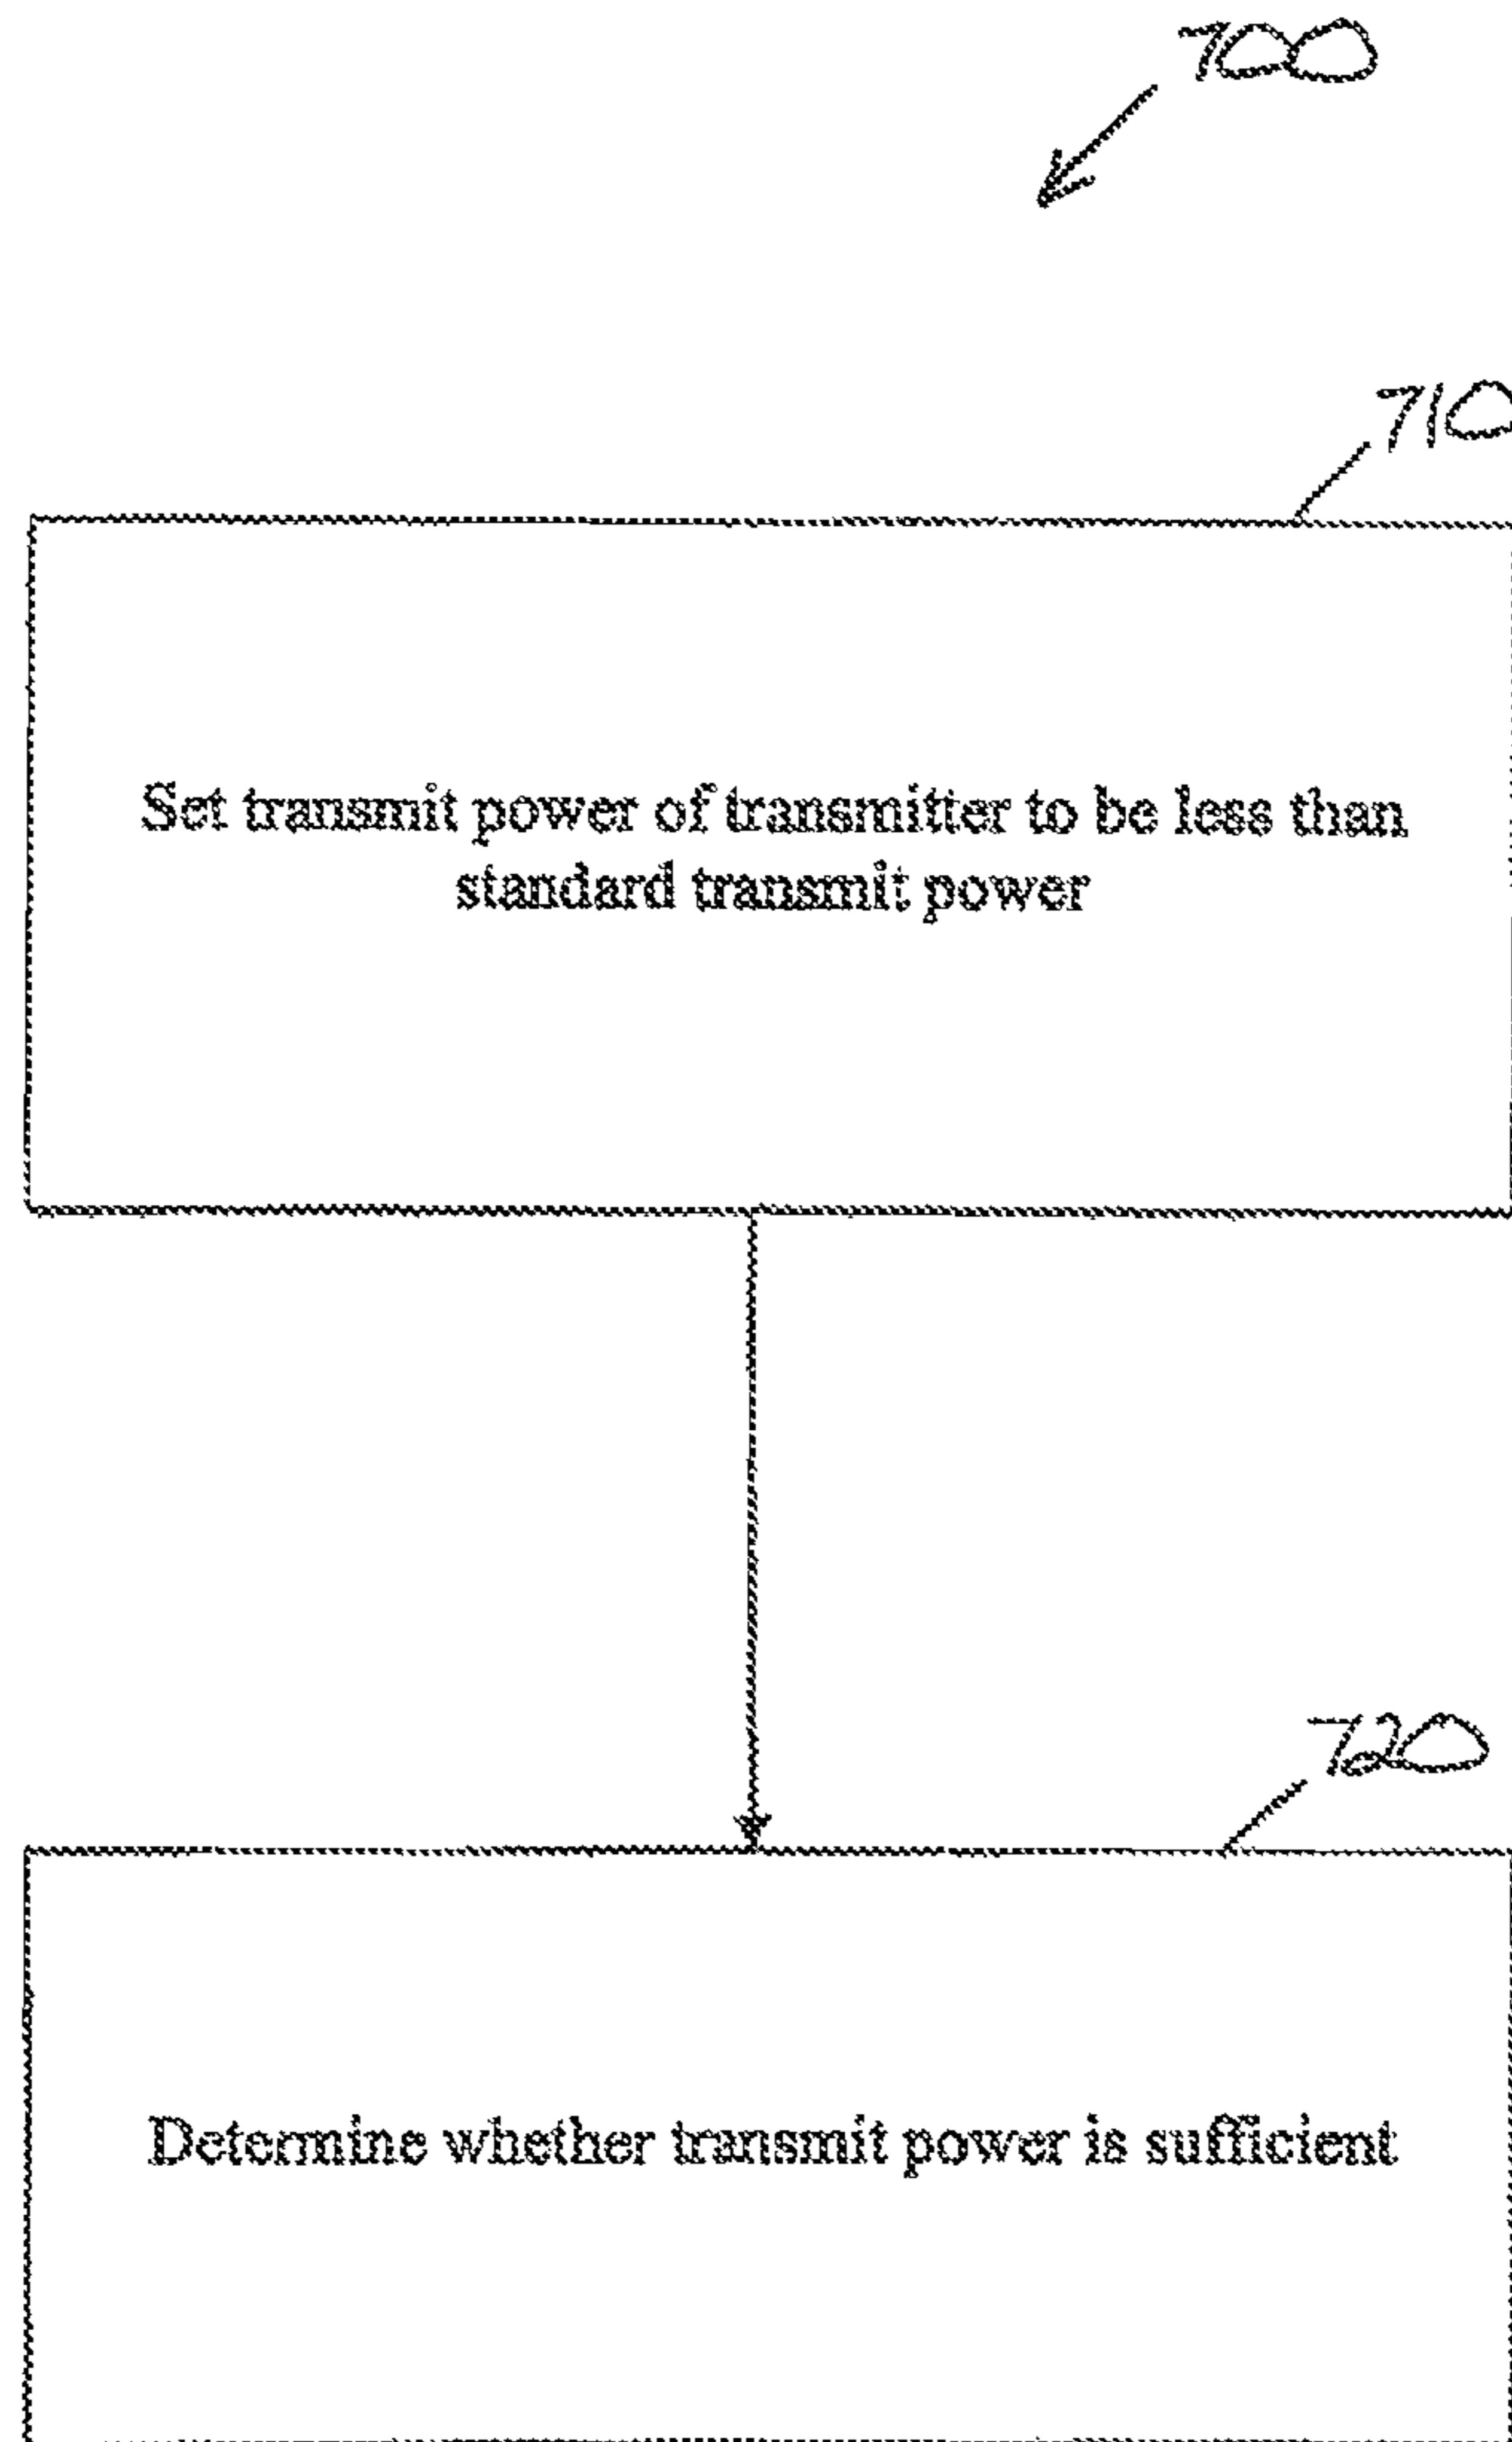 700
710
Set transmit power of transmitter to be less than
standard transmit power
720
Determine whether transmit power is sufficient